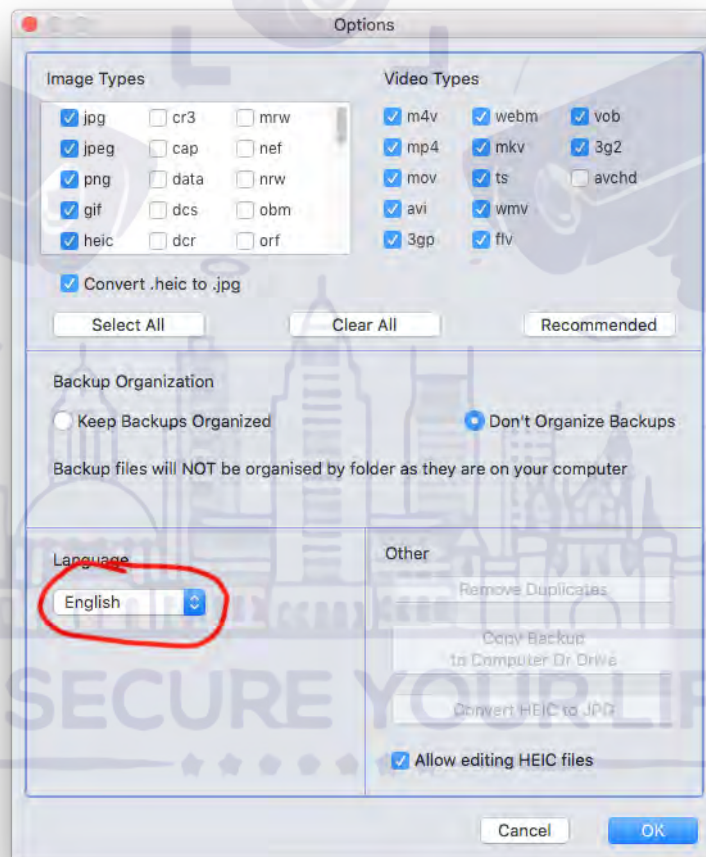 Options
Image Types
jpg cr3 mrw
jpeg cap nef
png data nrw
gif dcs obm
heic dcr orf
Convert .heic to .jpg
Video Types
m4v webm vob
mp4 mkv 3g2
mov ts avchd
avi wmv
3gp flv
Select All Clear All Recommended
Backup Organization
Keep Backups Organized Don't Organize Backups
Backup files will NOT be organised by folder as they are on your computer
Language
English
Other
Remove Duplicates
Copy Backup
to Computer Or Drive
Convert HEIC to JPG
Allow editing HEIC files
SECURE YOUR LIF
Cancel OK